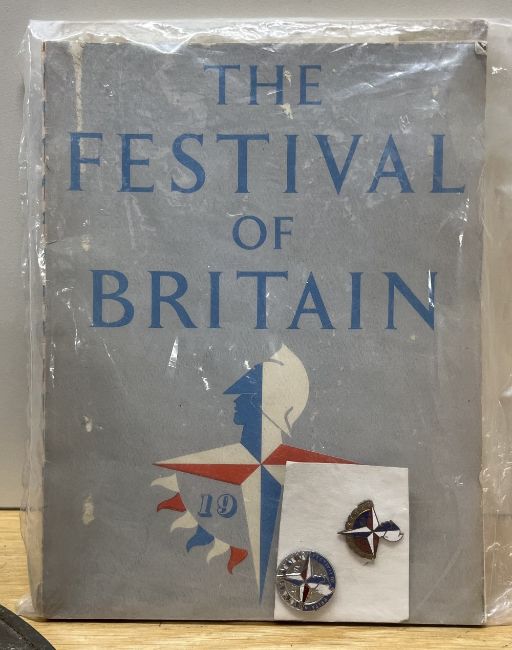 THE
FESTIVAL
OF
BRITAIN
19